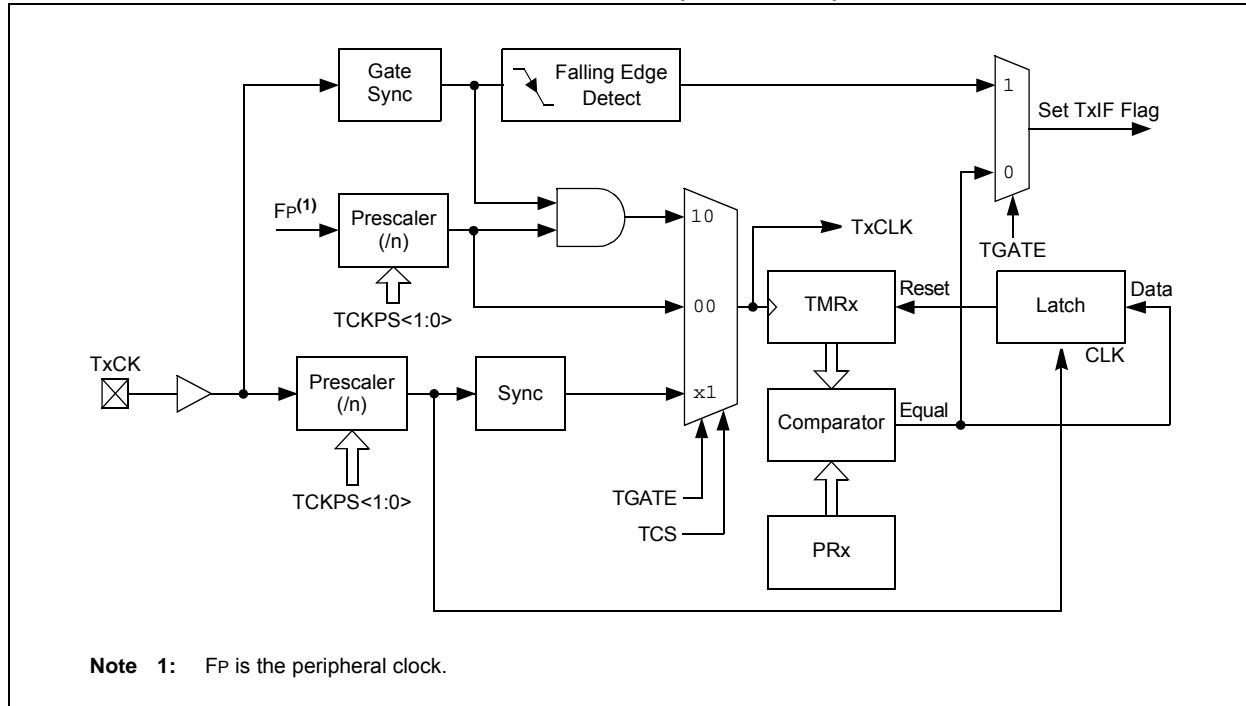 Gate
Sync
Falling Edge
Detect
1
Set TxIF Flag
0
FP(1)
Prescaler
(/n)
10
TxCLK
TGATE
TCKPS<1:0>
00
TMRx
Reset
Latch
Data
CLK
TxCK
Prescaler
(/n)
Sync
x1
Comparator
Equal
TCKPS<1:0>
TGATE
TCS
PRx
Note 1: FP is the peripheral clock.